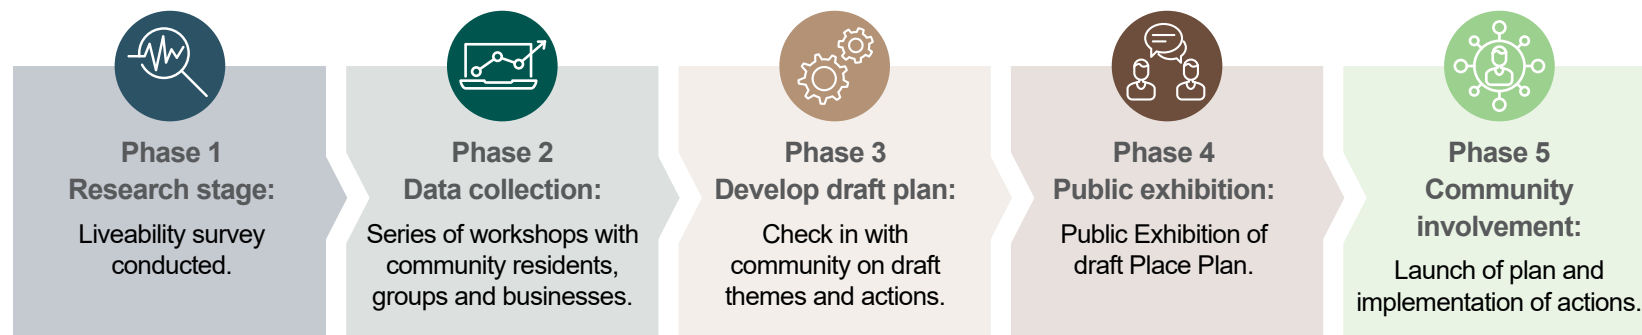 Phase 1
Research stage:
Liveability survey
conducted.
Phase 2
Data collection:
Series of workshops with
community residents,
groups and businesses.
Phase 3
Develop draft plan:
Check in with
community on draft
themes and actions.
Phase 4
Public exhibition:
Public Exhibition of
draft Place Plan.
Phase 5
Community
involvement:
Launch of plan and
implementation of actions.